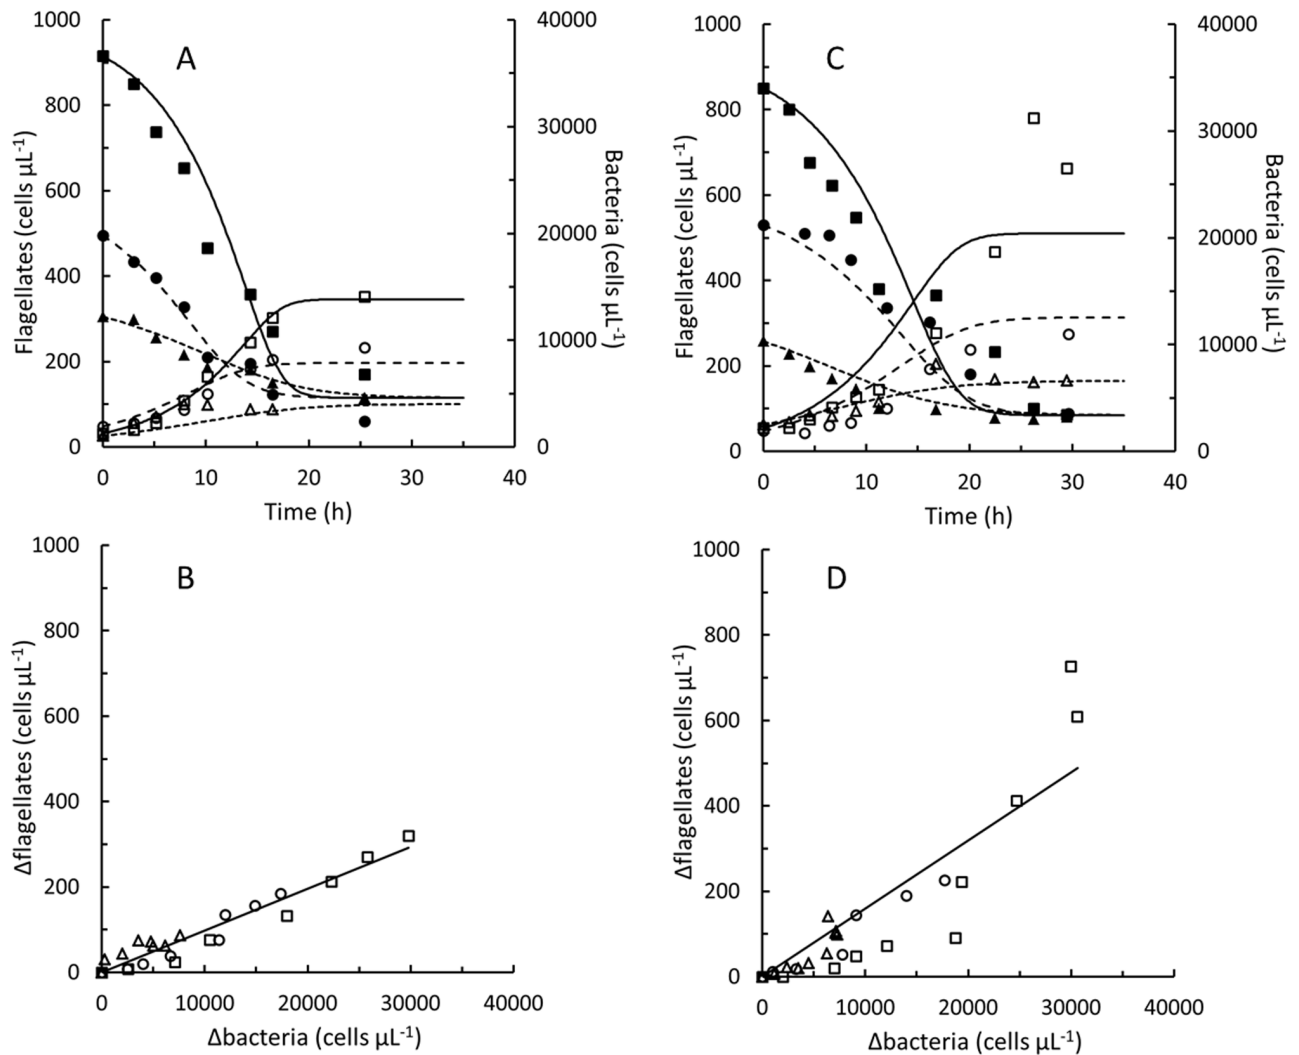 A
1000
800
600
400
200
0
Flagellates (cells µL-1)
40000
30000
20000
10000
0
Bacteria (cells µL-1)
0 10 20 30 40
Time (h)
C
1000
800
600
400
200
0
Flagellates (cells µL-1)
40000
30000
20000
10000
0
Bacteria (cells µL-1)
0 10 20 30 40
Time (h)
B
1000
800
600
400
200
0
Δflagellates (cells µL-1)
0 10000 20000 30000 40000
Δbacteria (cells µL-1)
D
1000
800
600
400
200
0
Δflagellates (cells µL-1)
0 10000 20000 30000 40000
Δbacteria (cells µL-1)